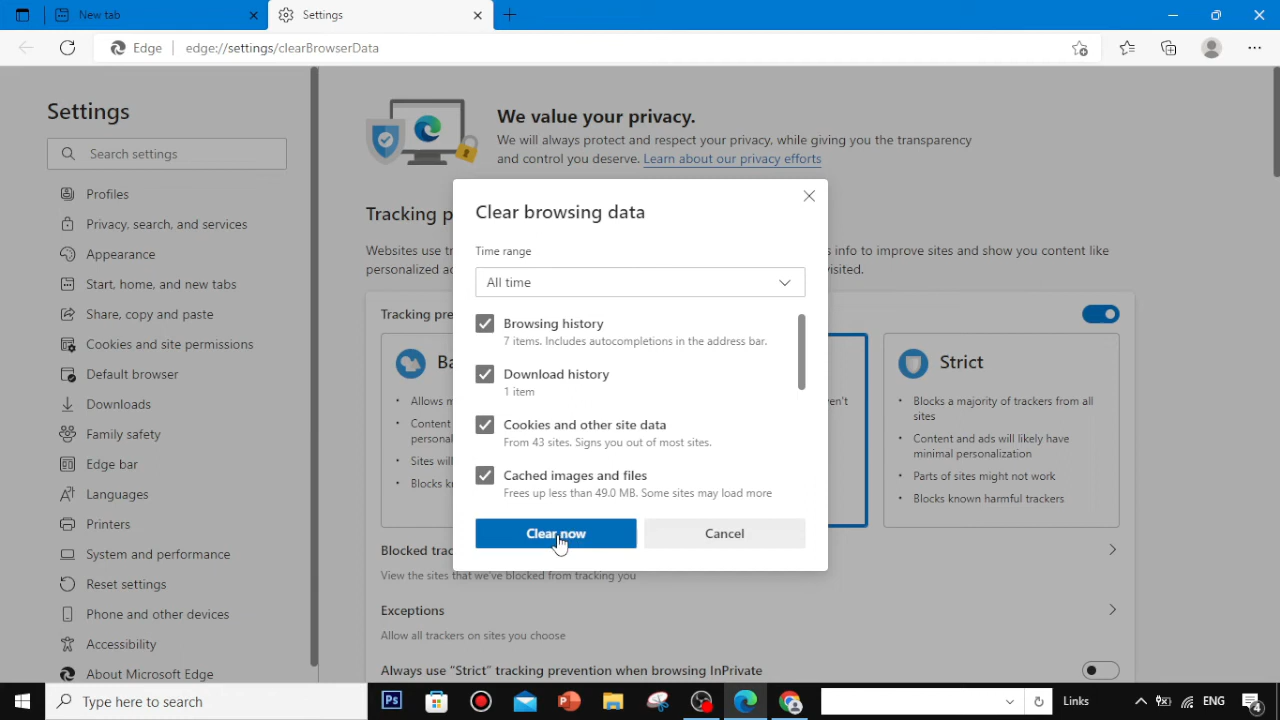 New tab
Settings
Edge
edge://settings/clearBrowserData
Settings
Search settings
Profiles
Privacy, search, and services
Appearance
Start, home, and new tabs
Share, copy and paste
Cookies and site permissions
Default browser
Downloads
Family safety
Edge bar
Languages
Printers
System and performance
Reset settings
Phone and other devices
Accessibility
About Microsoft Edge
We value your privacy.
We will always protect and respect your privacy, while giving you the transparency
and control you deserve. Learn about our privacy efforts
Tracking p
Websites use tr
s info to improve sites and show you content like
personalized ad
isited.
Tracking pre
Ba
Allows m
Content
personal
Sites will
Blocks k
en't
Strict
Blocks a majority of trackers from all
sites
Content and ads will likely have
minimal personalization
Parts of sites might not work
Blocks known harmful trackers
Clear browsing data
Time range
All time
Browsing history
7 items. Includes autocompletions in the address bar.
Download history
1 item
Cookies and other site data
From 43 sites. Signs you out of most sites.
Cached images and files
Frees up less than 49.0 MB. Some sites may load more
Clear now
Cancel
Blocked trac
View the sites that we've blocked from tracking you
Exceptions
Allow all trackers on sites you choose
Always use "Strict" tracking prevention when browsing InPrivate
Type here to search
Ps
Links
ENG
4